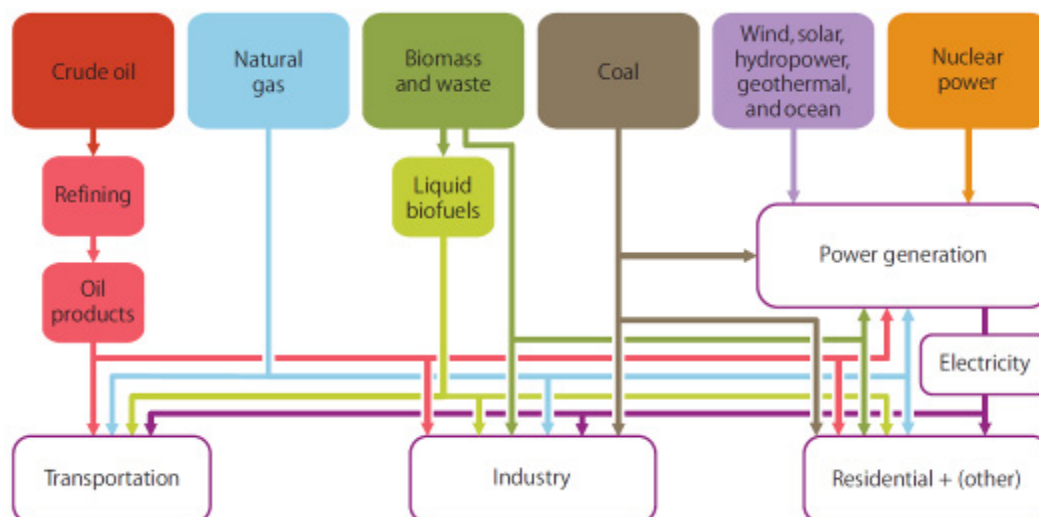 Crude oil
Natural
gas
Biomass
and waste
Coal
Wind, solar,
hydropower,
geothermal,
and ocean
Nuclear
power
Refining
Liquid
biofuels
Power generation
Oil
products
Electricity
Transportation
Industry
Residential + (other)